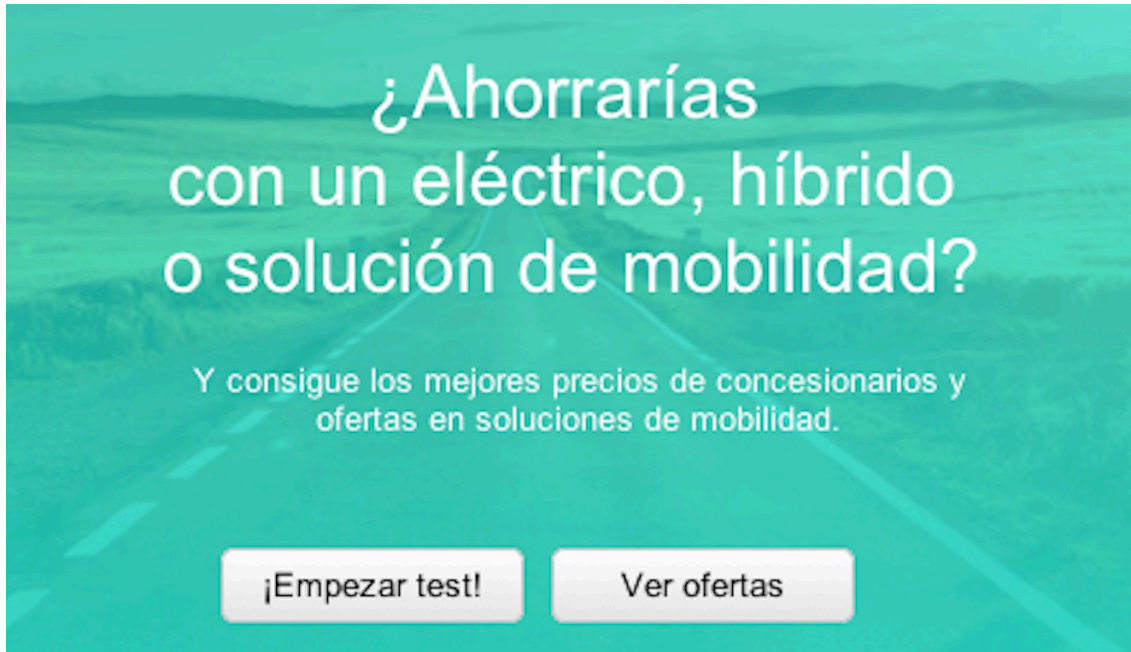 ¿Ahorrarías
con un eléctrico, híbrido
o solución de mobilidad?
Y consigue los mejores precios de concesionarios y
ofertas en soluciones de mobilidad.
¡Empezar test!
Ver ofertas